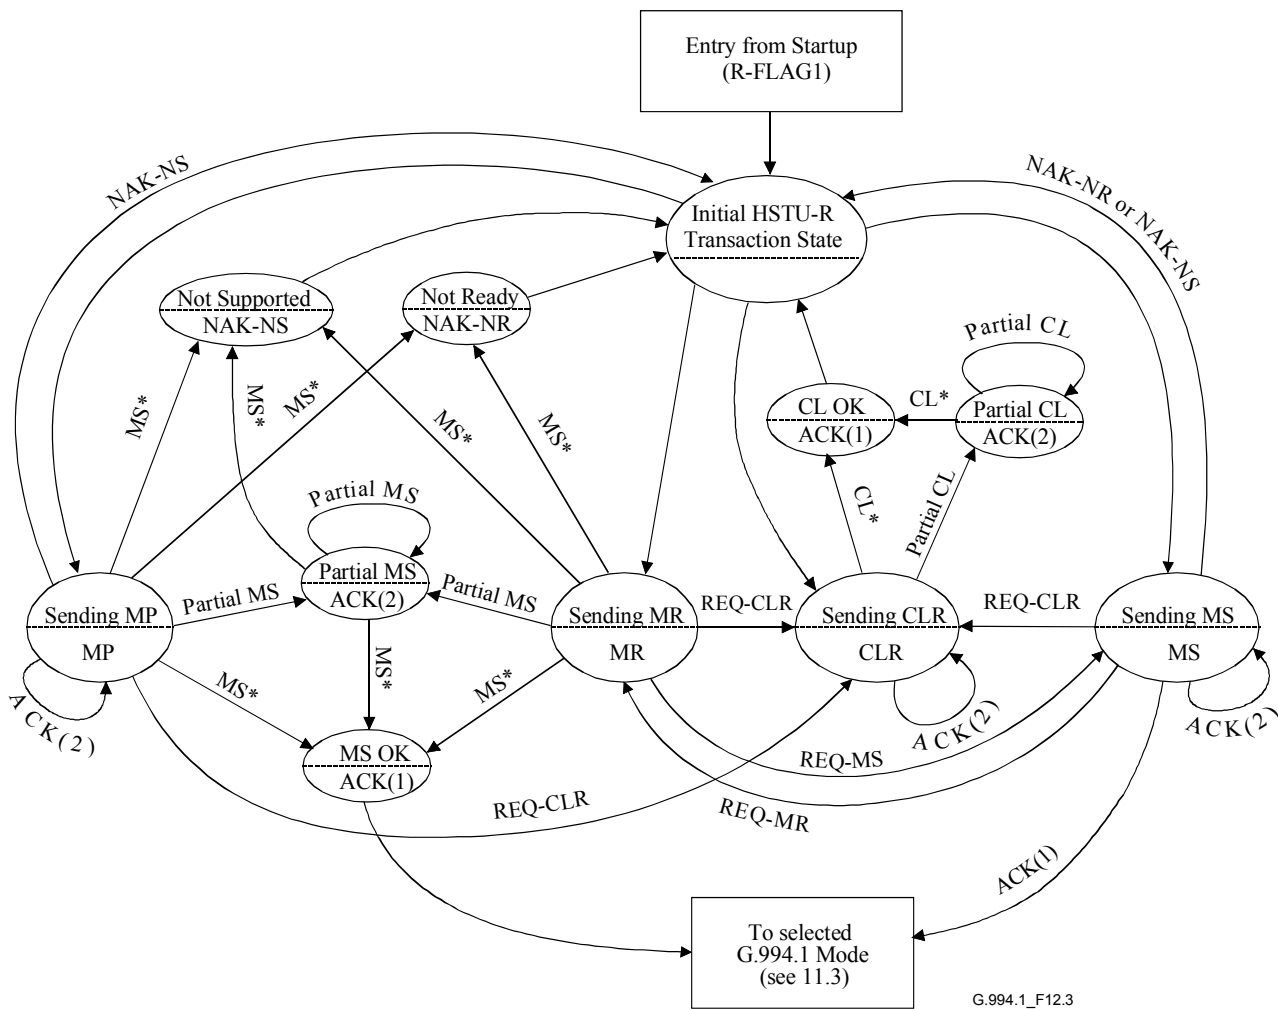 Entry from Startup
(R-FLAG1)
NAK-NS
NAK-NR or NAK-NS
Initial HSTU-R
Transaction State
Not Supported
NAK-NS
Not Ready
NAK-NR
Partial CL
MS*
MS*
MS*
MS*
MS*
CL OK
ACK(1)
CL*
Partial CL
ACK(2)
Partial MS
CL*
Partial CL
Partial MS
ACK(2)
Partial MS
Partial MS
Sending MP
MP
Sending MR
MR
REQ-CLR
Sending CLR
CLR
REQ-CLR
Sending MS
MS
MS*
MS*
MS*
ACK(2)
ACK(2)
ACK(2)
MS OK
ACK(1)
REQ-MS
REQ-CLR
REQ-MR
ACK(1)
To selected
G.994.1 Mode
(see 11.3)
G.994.1_F12.3